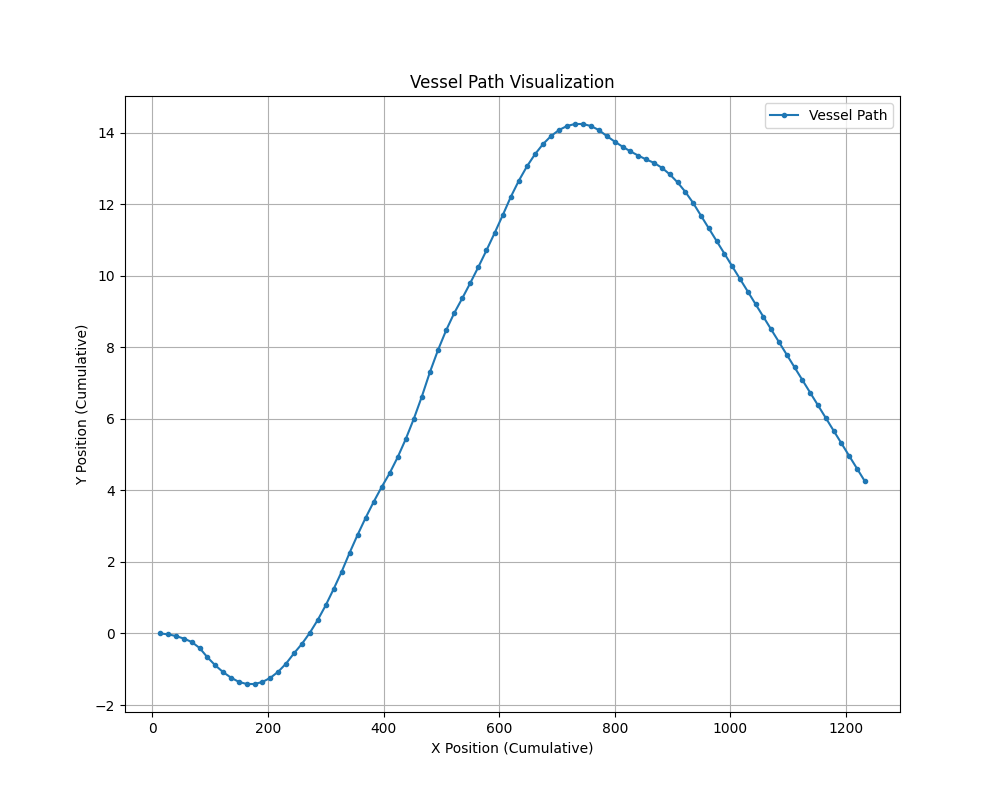 Vessel Path Visualization
Vessel Path
14
12
10
8
6
4
2
0
−2
Y Position (Cumulative)
0 200 400 600 800 1000 1200
X Position (Cumulative)